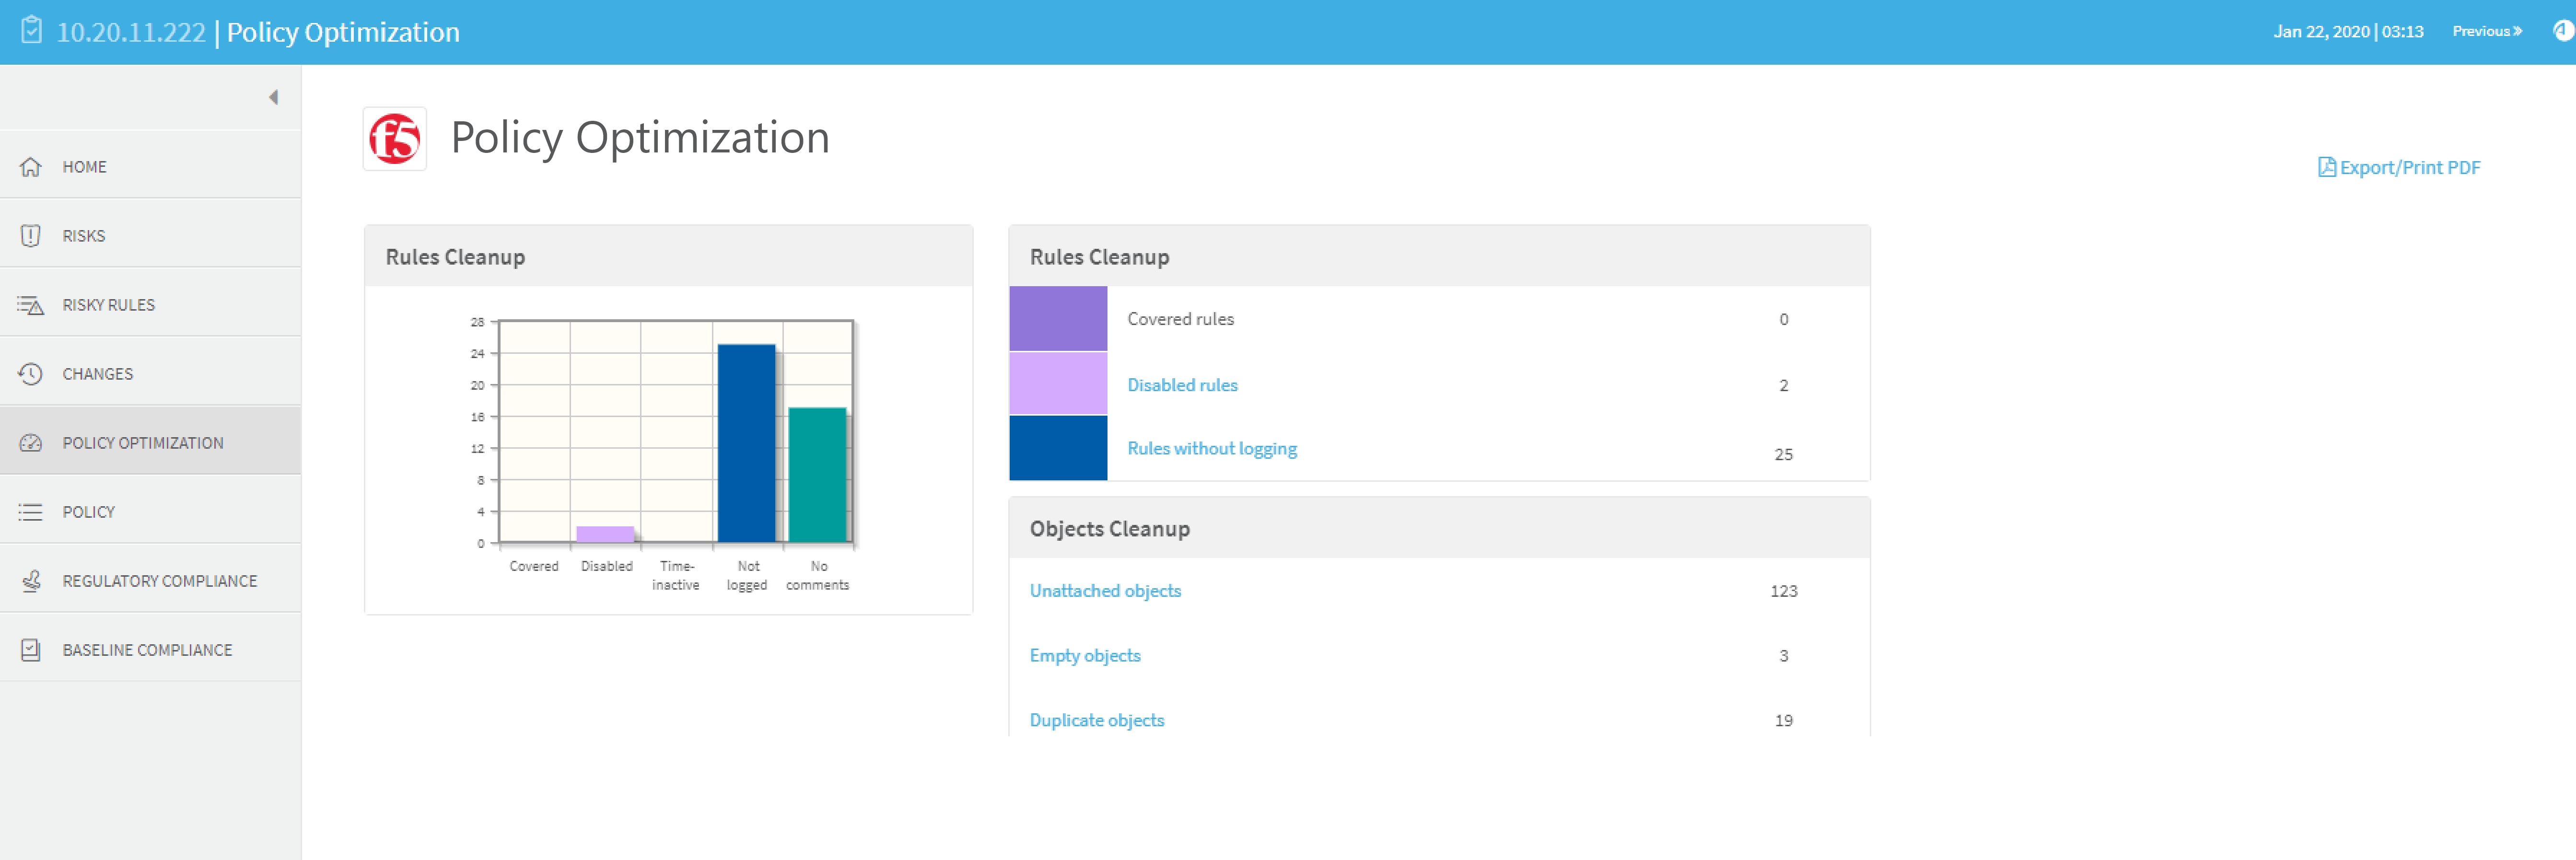 10.20.11.222 | Policy Optimization
Jan 22, 2020 | 03:13
Previous »
HOME
RISKS
RISKY RULES
CHANGES
POLICY OPTIMIZATION
POLICY
REGULATORY COMPLIANCE
BASELINE COMPLIANCE
f5
Policy Optimization
Export/Print PDF
Rules Cleanup
28
24
20
16
12
8
4
0
Covered
Disabled
Time-
inactive
Not
logged
No
comments
Rules Cleanup
Covered rules 0
Disabled rules 2
Rules without logging 25
Objects Cleanup
Unattached objects 123
Empty objects 3
Duplicate objects 19